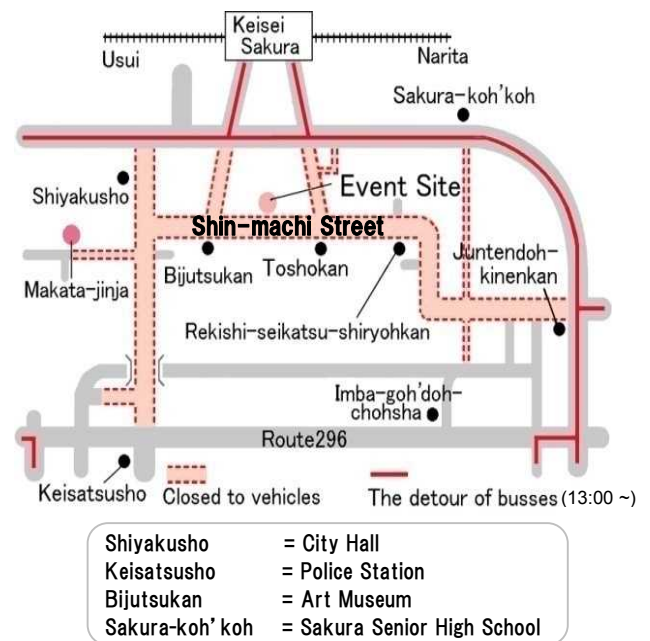 Keisei
Sakura
Usui
Narita
Sakura-koh'koh
Shiyakusho
Event Site
Shin-machi Street
Makata-jinja
Bijutsukan
Toshokan
Juntendoh-
kinenkan
Rekishi-seikatsu-shiryohkan
Imba-goh'doh-
chohsha
Route296
Keisatsusho
Closed to vehicles
The detour of busses (13:00 ~)
Shiyakusho = City Hall
Keisatsusho = Police Station
Bijutsukan = Art Museum
Sakura-koh'koh = Sakura Senior High School